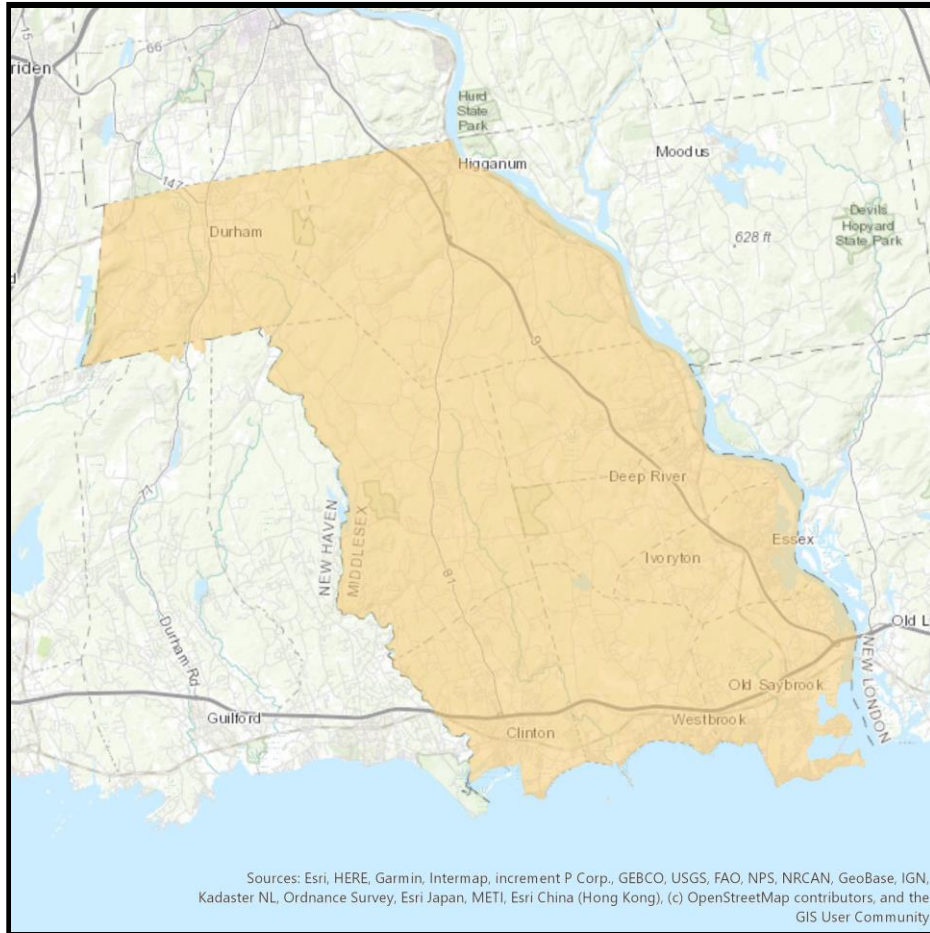 15
66
riden
Hurd
State
Park
Higganum
Moodus
147
Durham
628 ft
Devils
Hopyard
State Park
9
Deep River
NEW HAVEN
MIDDLESEX
Essex
Ivoryton
81
77
Durham Rd
Old L
NEW LONDON
Old Saybrook
Guilford
Westbrook
Clinton
Sources: Esri, HERE, Garmin, Intermap, increment P Corp., GEBCO, USGS, FAO, NPS, NRCAN, GeoBase, IGN,
Kadaster NL, Ordnance Survey, Esri Japan, METI, Esri China (Hong Kong), (c) OpenStreetMap contributors, and the
GIS User Community